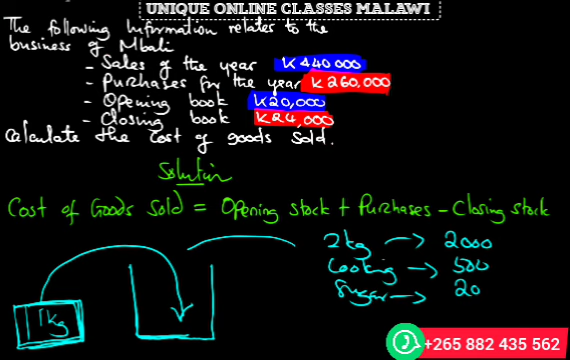 UNIQUE ONLINE CLASSES MALAWI
The following Information relates to the
business of Mbali
- Sales of the year K440000
- Purchases for the year K260,000
- Opening book K20,000
- Closing book K24,000
Calculate the Cost of goods Sold.
Solution
Cost of Goods Sold = Opening stock + Purchases - Closing stock
2kg → 2000
Cooking → 500
Sugar → 20
1kg
+265 882 435 562